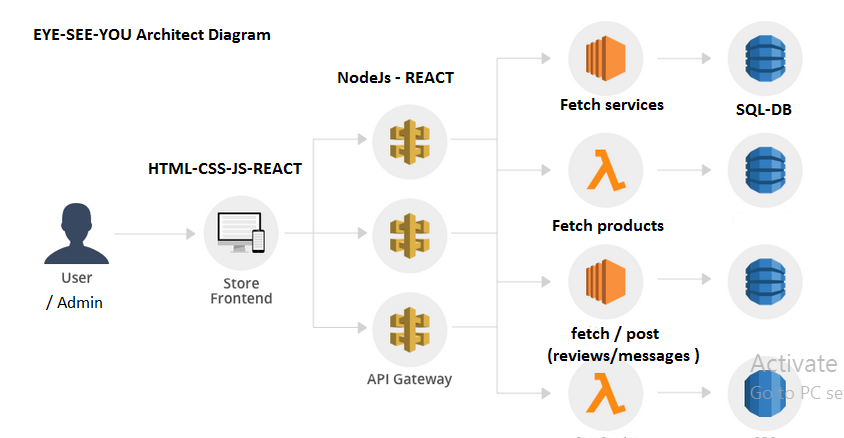 EYE-SEE-YOU Architect Diagram
NodeJs - REACT
Fetch services
SQL-DB
HTML-CSS-JS-REACT
Fetch products
User
/ Admin
Store
Frontend
fetch / post
(reviews/messages )
API Gateway
Activate
Go to PC se